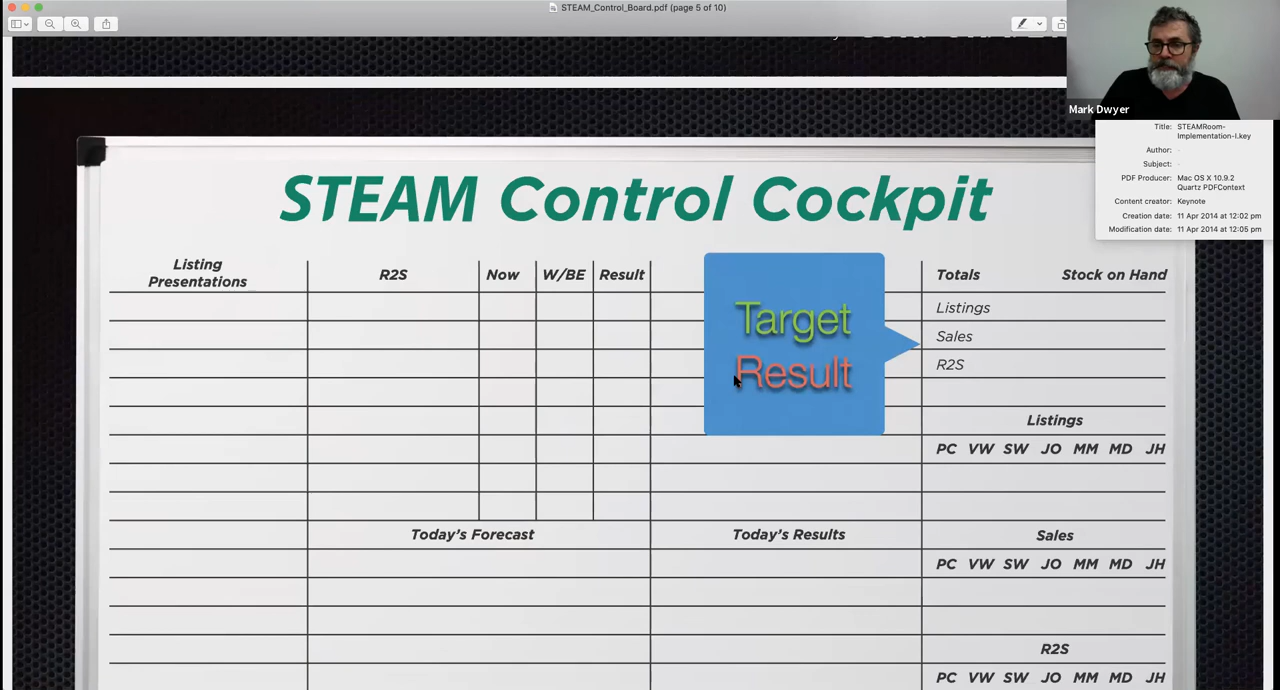 STEAM_Control_Board.pdf (page 5 of 10)
Mark Dwyer
Title: STEAMRoom-
Implementation-I.key
Author: -
Subject: -
PDF Producer: Mac OS X 10.9.2
Quartz PDFContext
Content creator: Keynote
Creation date: 11 Apr 2014 at 12:02 pm
Modification date: 11 Apr 2014 at 12:05 pm
STEAM Control Cockpit
Listing
Presentations
R2S Now W/BE Result
Target
Result
Totals Stock on Hand
Listings
Sales
R2S
Listings
PC VW SW JO MM MD JH
Today's Forecast Today's Results Sales
PC VW SW JO MM MD JH
R2S
PC VW SW JO MM MD JH